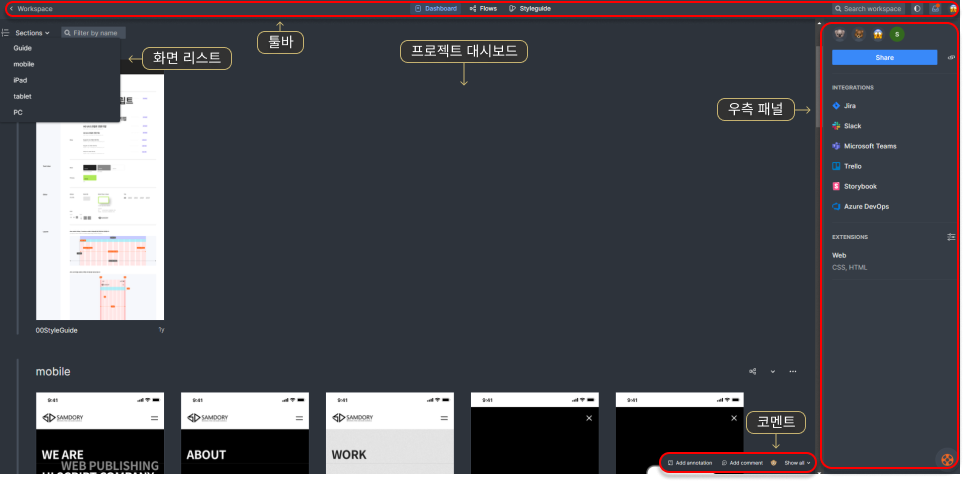 Workspace
Dashboard
Flows
Styleguide
Search workspace
Sections
Filter by name
Guide
mobile
iPad
tablet
PC
툴바
화면 리스트
프로젝트 대시보드
우측 패널
S
Share
INTEGRATIONS
Jira
Slack
Microsoft Teams
Trello
Storybook
Azure DevOps
EXTENSIONS
Web
CSS, HTML
00StyleGuide
1y
mobile
9:41
9:41
9:41
9:41
9:41
SAMDORY
SAMDORY
SAMDORY
WE ARE
WEB PUBLISHING
ABOUT
WORK
코멘트
Add annotation
Add comment
Show all